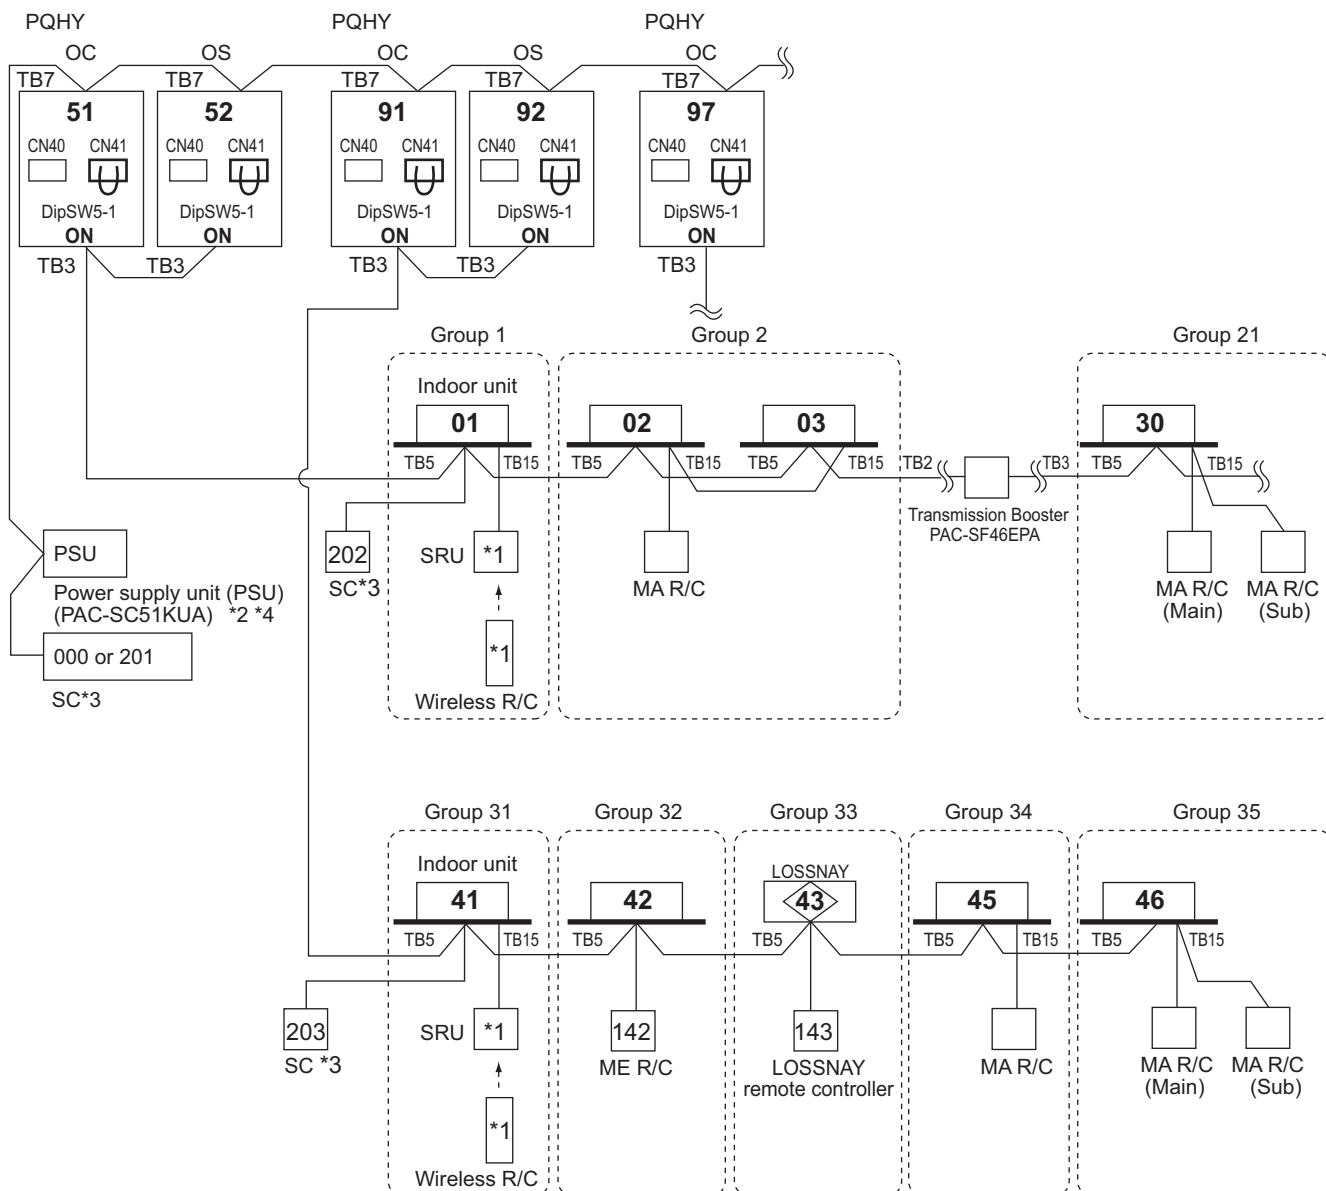 PQHY PQHY PQHY
OC OS OC OS OC
TB7 TB7 TB7 TB7 TB7
51 52 91 92 97
CN40 CN41 CN40 CN41 CN40 CN41 CN40 CN41 CN40 CN41
DipSW5-1 DipSW5-1 DipSW5-1 DipSW5-1 DipSW5-1
ON ON ON ON ON
TB3 TB3 TB3 TB3 TB3
Group 1 Group 2 Group 21
Indoor unit
01 02 03 30
TB5 TB15 TB5 TB15 TB5 TB15 TB2 TB3 TB5 TB15
Transmission Booster
PAC-SF46EPA
PSU
Power supply unit (PSU)
(PAC-SC51KUA) *2 *4
000 or 201
SC*3
202
SC*3
SRU *1
*1
Wireless R/C
MA R/C
MA R/C
(Main)
MA R/C
(Sub)
Group 31 Group 32 Group 33 Group 34 Group 35
Indoor unit
LOSSNAY
41 42 43 45 46
TB5 TB15 TB5 TB5 TB5 TB15 TB5 TB15
203
SC *3
SRU *1
*1
Wireless R/C
142
ME R/C
143
LOSSNAY
remote controller
MA R/C
MA R/C
(Main)
MA R/C
(Sub)